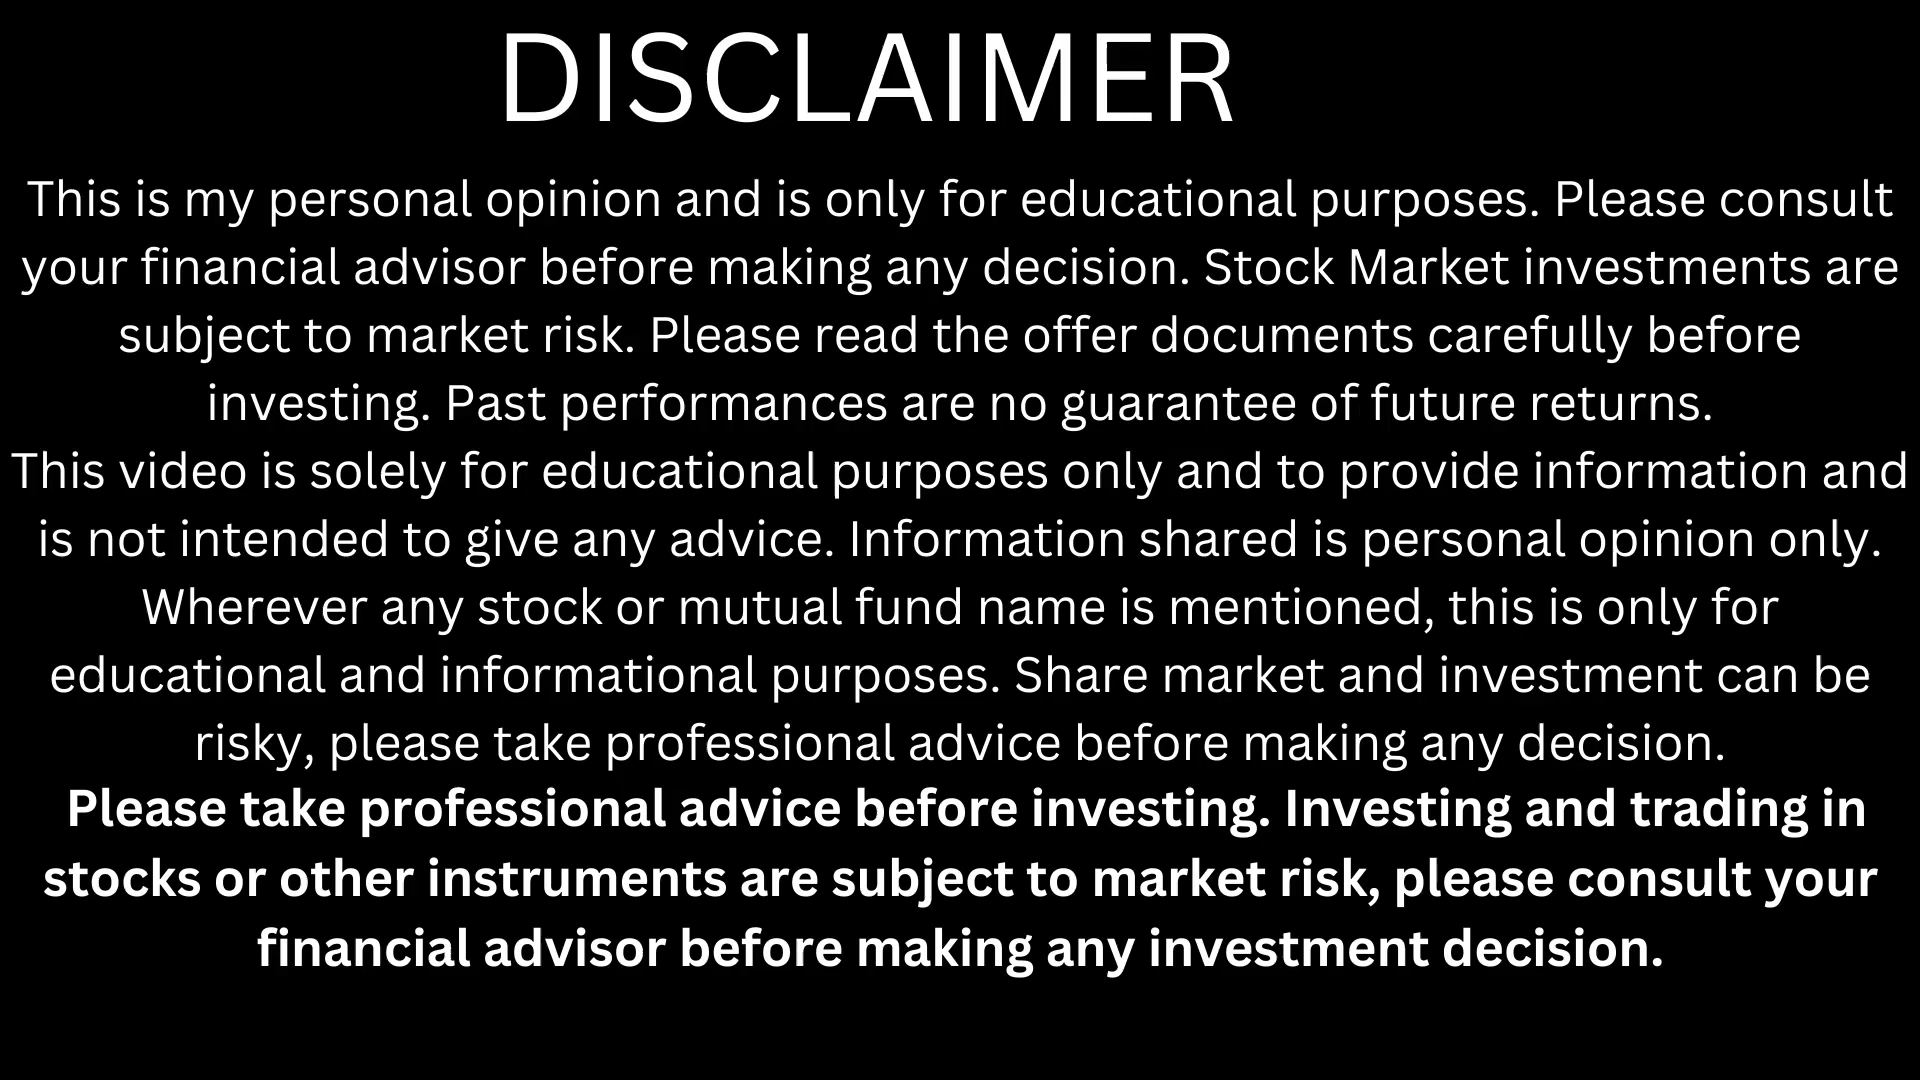 DISCLAIMER
This is my personal opinion and is only for educational purposes. Please consult
your financial advisor before making any decision. Stock Market investments are
subject to market risk. Please read the offer documents carefully before
investing. Past performances are no guarantee of future returns.
This video is solely for educational purposes only and to provide information and
is not intended to give any advice. Information shared is personal opinion only.
Wherever any stock or mutual fund name is mentioned, this is only for
educational and informational purposes. Share market and investment can be
risky, please take professional advice before making any decision.
Please take professional advice before investing. Investing and trading in
stocks or other instruments are subject to market risk, please consult your
financial advisor before making any investment decision.